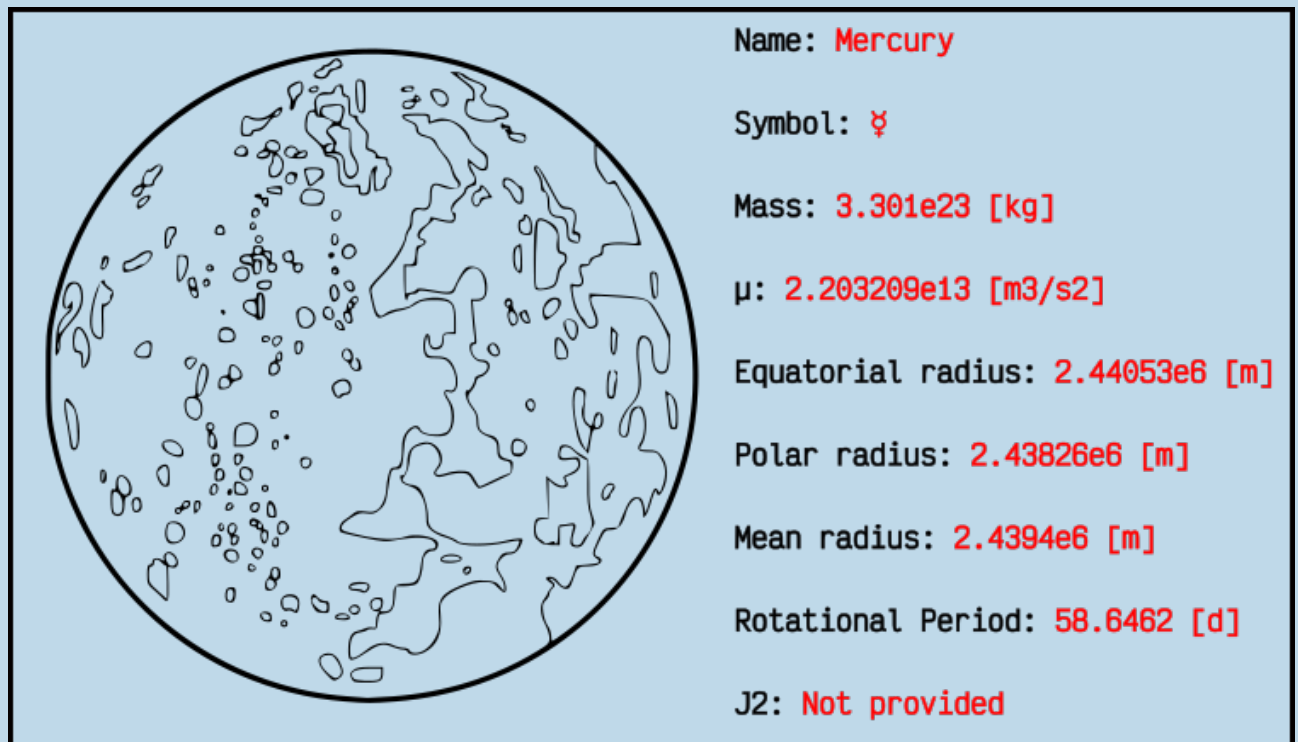 Name: Mercury
Symbol: ☿
Mass: 3.301e23 [kg]
μ: 2.203209e13 [m3/s2]
Equatorial radius: 2.44053e6 [m]
Polar radius: 2.43826e6 [m]
Mean radius: 2.4394e6 [m]
Rotational Period: 58.6462 [d]
J2: Not provided